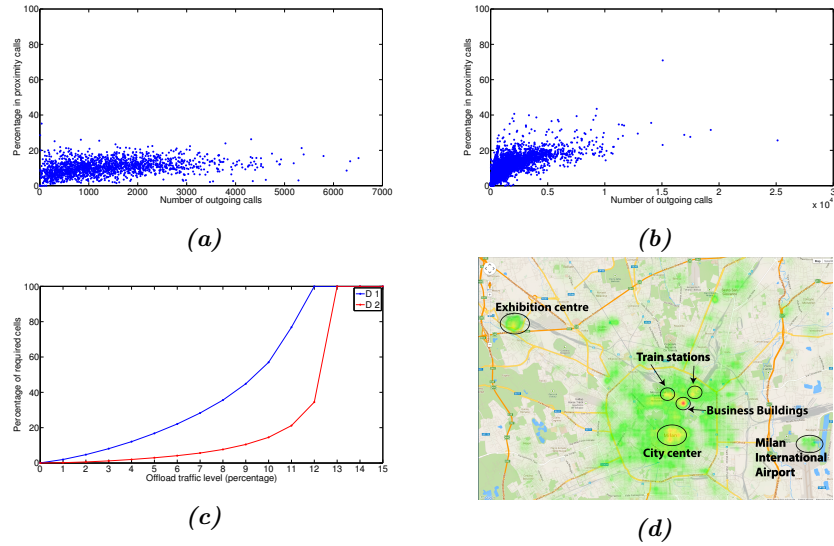 100
80
60
40
20
0
Percentage in proximity calls
0 1000 2000 3000 4000 5000 6000 7000
Number of outgoing calls
(a)
100
80
60
40
20
0
Percentage in proximity calls
0 0.5 1 1.5 2 2.5 3
x 10^4
Number of outgoing calls
(b)
100
80
60
40
20
0
Percentage of required cells
D 1
D 2
0 1 2 3 4 5 6 7 8 9 10 11 12 13 14 15
Offload traffic level (percentage)
(c)
Exhibition centre
Train stations
Business Buildings
City center
Milan
International
Airport
(d)